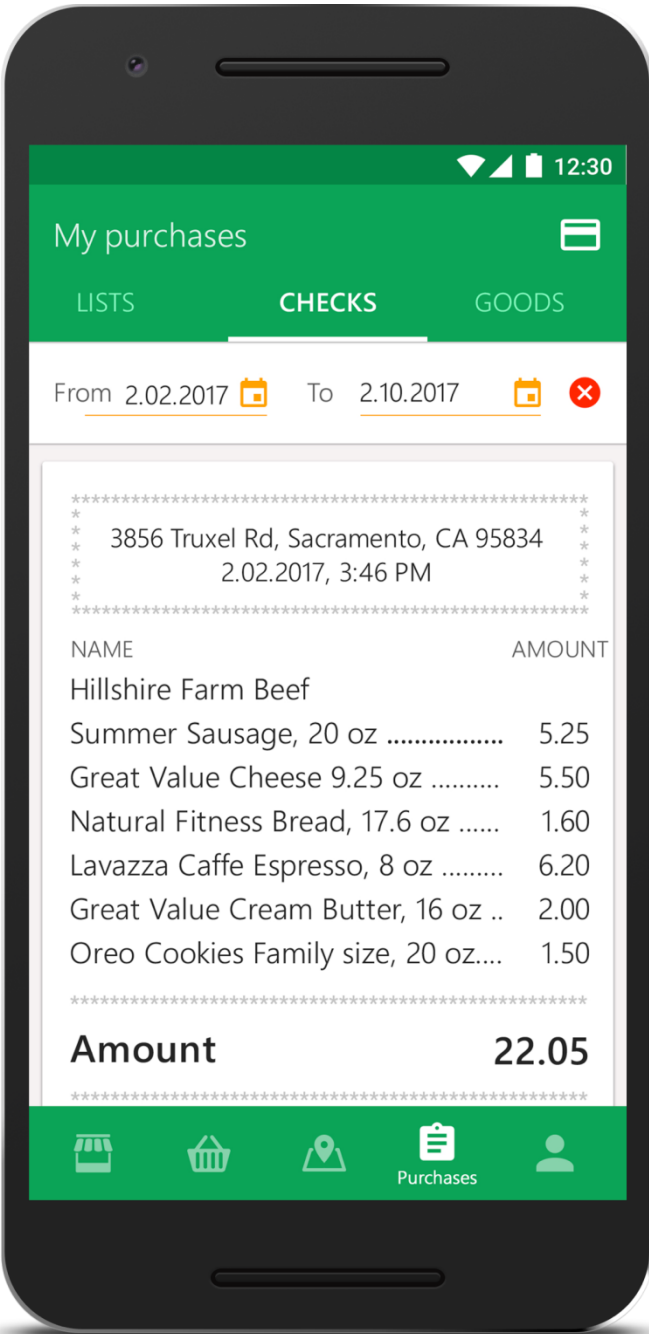 12:30
My purchases
LISTS CHECKS GOODS
From 2.02.2017 To 2.10.2017
***************************************************
3856 Truxel Rd, Sacramento, CA 95834
2.02.2017, 3:46 PM
***************************************************
NAME AMOUNT
Hillshire Farm Beef
Summer Sausage, 20 oz ................. 5.25
Great Value Cheese 9.25 oz .......... 5.50
Natural Fitness Bread, 17.6 oz ...... 1.60
Lavazza Caffe Espresso, 8 oz ......... 6.20
Great Value Cream Butter, 16 oz .. 2.00
Oreo Cookies Family size, 20 oz.... 1.50
***************************************************
Amount 22.05
***************************************************
Purchases